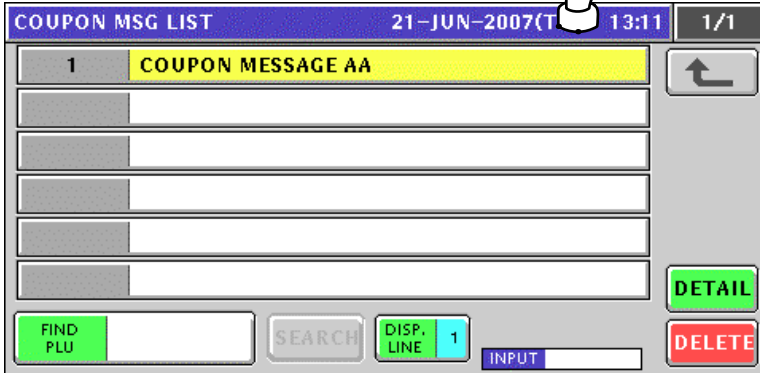 COUPON MSG LIST 21-JUN-2007(T 13:11 1/1
1 COUPON MESSAGE AA
DETAIL
FIND PLU
SEARCH
DISP. LINE 1
INPUT
DELETE